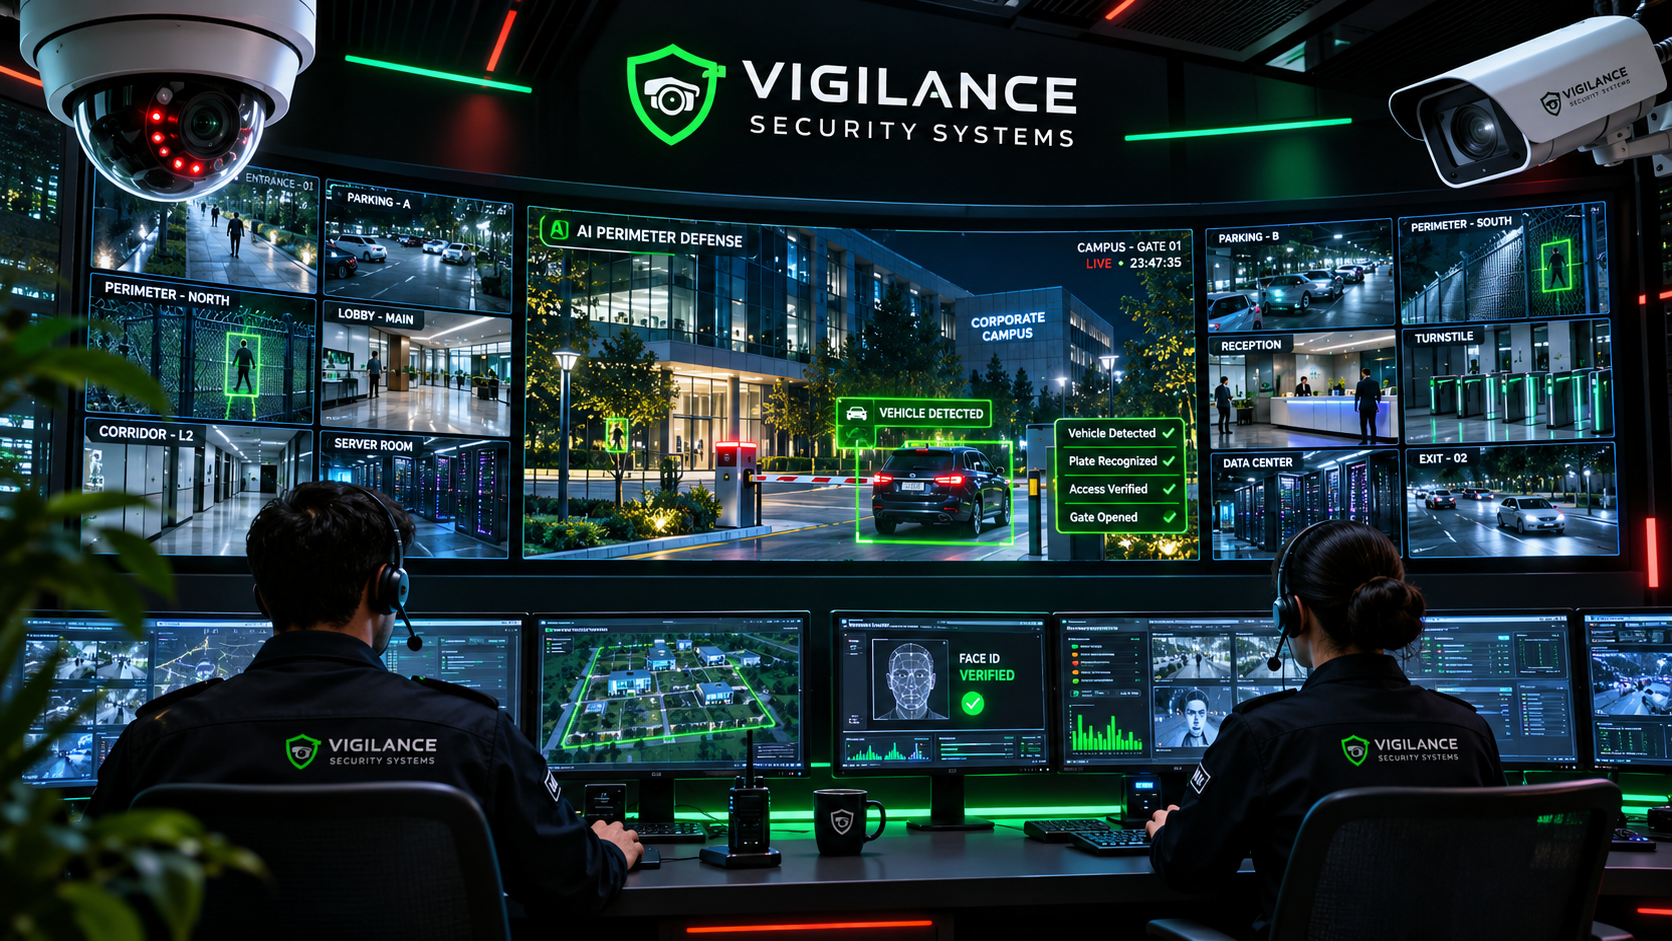 VIGILANCE
SECURITY SYSTEMS
VIGILANCE
SECURITY SYSTEMS
ENTRANCE - 01
PARKING - A
AI PERIMETER DEFENSE
CAMPUS - GATE 01
LIVE • 23:47:35
PARKING - B
PERIMETER - SOUTH
PERIMETER - NORTH
LOBBY - MAIN
CORPORATE
CAMPUS
RECEPTION
TURNSTILE
VEHICLE DETECTED
Vehicle Detected
Plate Recognized
Access Verified
Gate Opened
CORRIDOR - L2
SERVER ROOM
DATA CENTER
EXIT - 02
FACE ID
VERIFIED
VIGILANCE
SECURITY SYSTEMS
VIGILANCE
SECURITY SYSTEMS